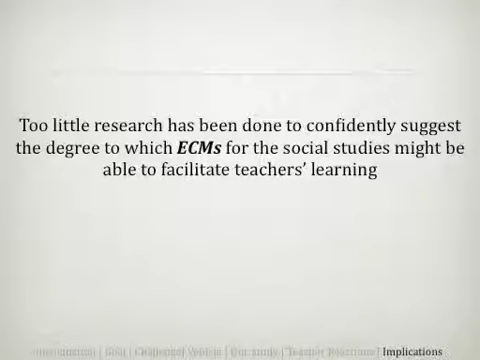 Too little research has been done to confidently suggest
the degree to which ECMs for the social studies might be
able to facilitate teachers’ learning
Implications